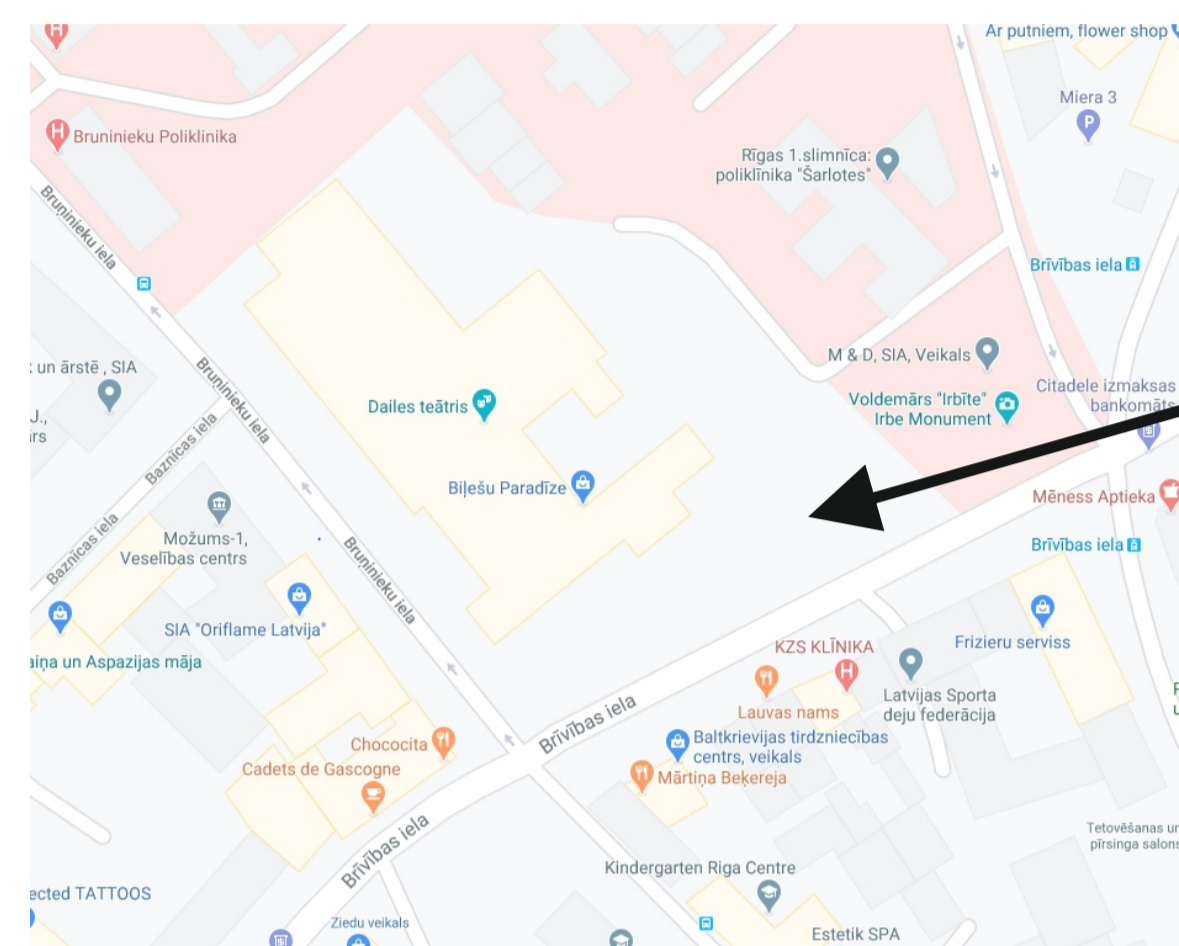 Ar putniem, flower shop
Miera 3
P
H
H
Bruninieku Poliklinika
Rīgas 1.slimnīca:
poliklīnika "Šarlotes"
Bruņinieku iela
Brīvības iela
un ārstē , SIA
M & D, SIA, Veikals
Citadele izmaksas
bankomāts
Voldemārs "Irbīte"
Irbe Monument
Bruņinieku iela
Dailes teātris
Baznīcas iela
Biļešu Paradīze
Mēness Aptieka
Možums-1,
Veselības centrs
Brīvības iela
Baznīcas iela
Bruņinieku iela
SIA "Oriflame Latvija"
Frizieru serviss
KZS KLĪNIKA
H
un Aspazijas māja
Latvijas Sporta
deju federācija
Lauvas nams
Brīvības iela
Baltkrievijas tirdzniecības
centrs, veikals
Chococita
Cadets de Gascogne
Mārtiņa Beķereja
Brīvības iela
Tetovēšanas un
pīrsinga salons
Kindergarten Riga Centre
TATTOOS
Ziedu veikals
Estetik SPA